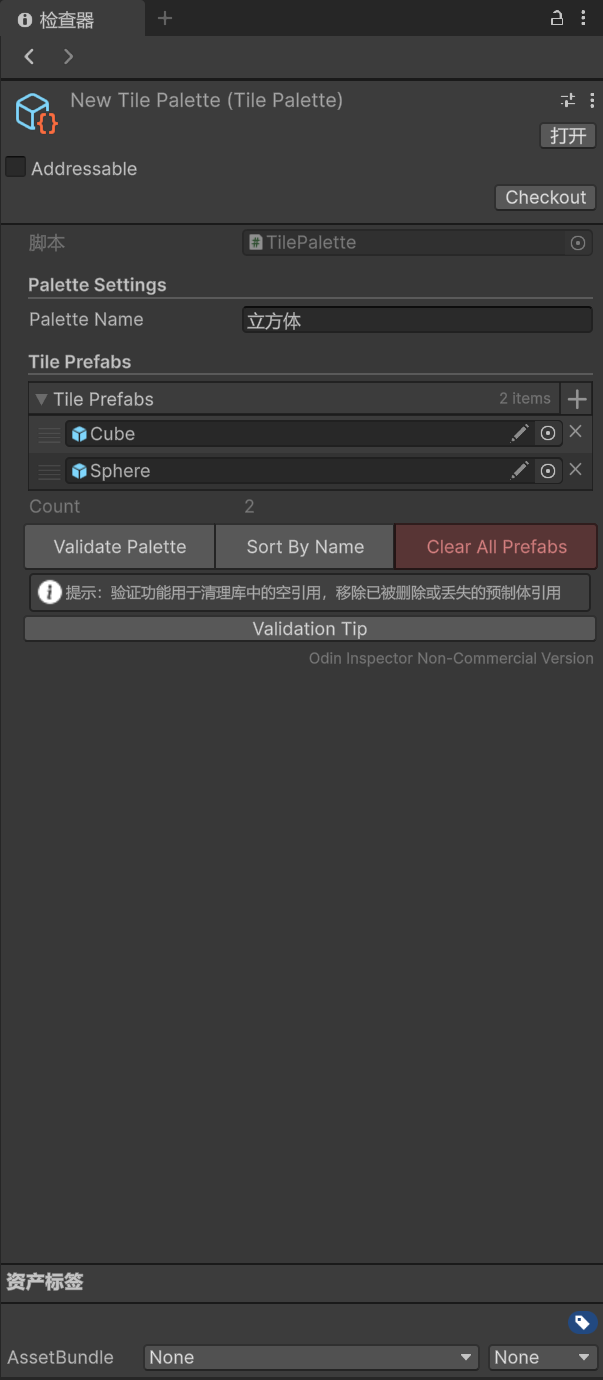 检查器
New Tile Palette (Tile Palette)
打开
Addressable
Checkout
脚本 TilePalette
Palette Settings
Palette Name 立方体
Tile Prefabs
Tile Prefabs 2 items
Cube
Sphere
Count 2
Validate Palette Sort By Name Clear All Prefabs
提示：验证功能用于清理库中的空引用，移除已被删除或丢失的预制体引用
Validation Tip
Odin Inspector Non-Commercial Version
资产标签
AssetBundle None None